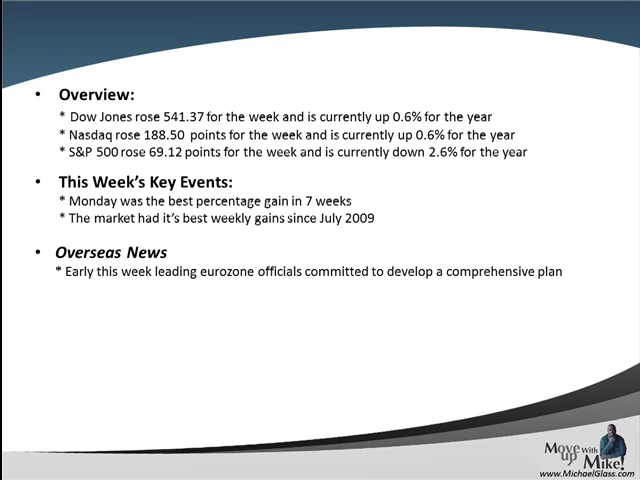 • Overview:
* Dow Jones rose 541.37 for the week and is currently up 0.6% for the year
* Nasdaq rose 188.50 points for the week and is currently up 0.6% for the year
* S&P 500 rose 69.12 points for the week and is currently down 2.6% for the year
• This Week's Key Events:
* Monday was the best percentage gain in 7 weeks
* The market had it's best weekly gains since July 2009
• Overseas News
* Early this week leading eurozone officials committed to develop a comprehensive plan
Move up With Mike!
www.MichaelGlass.com